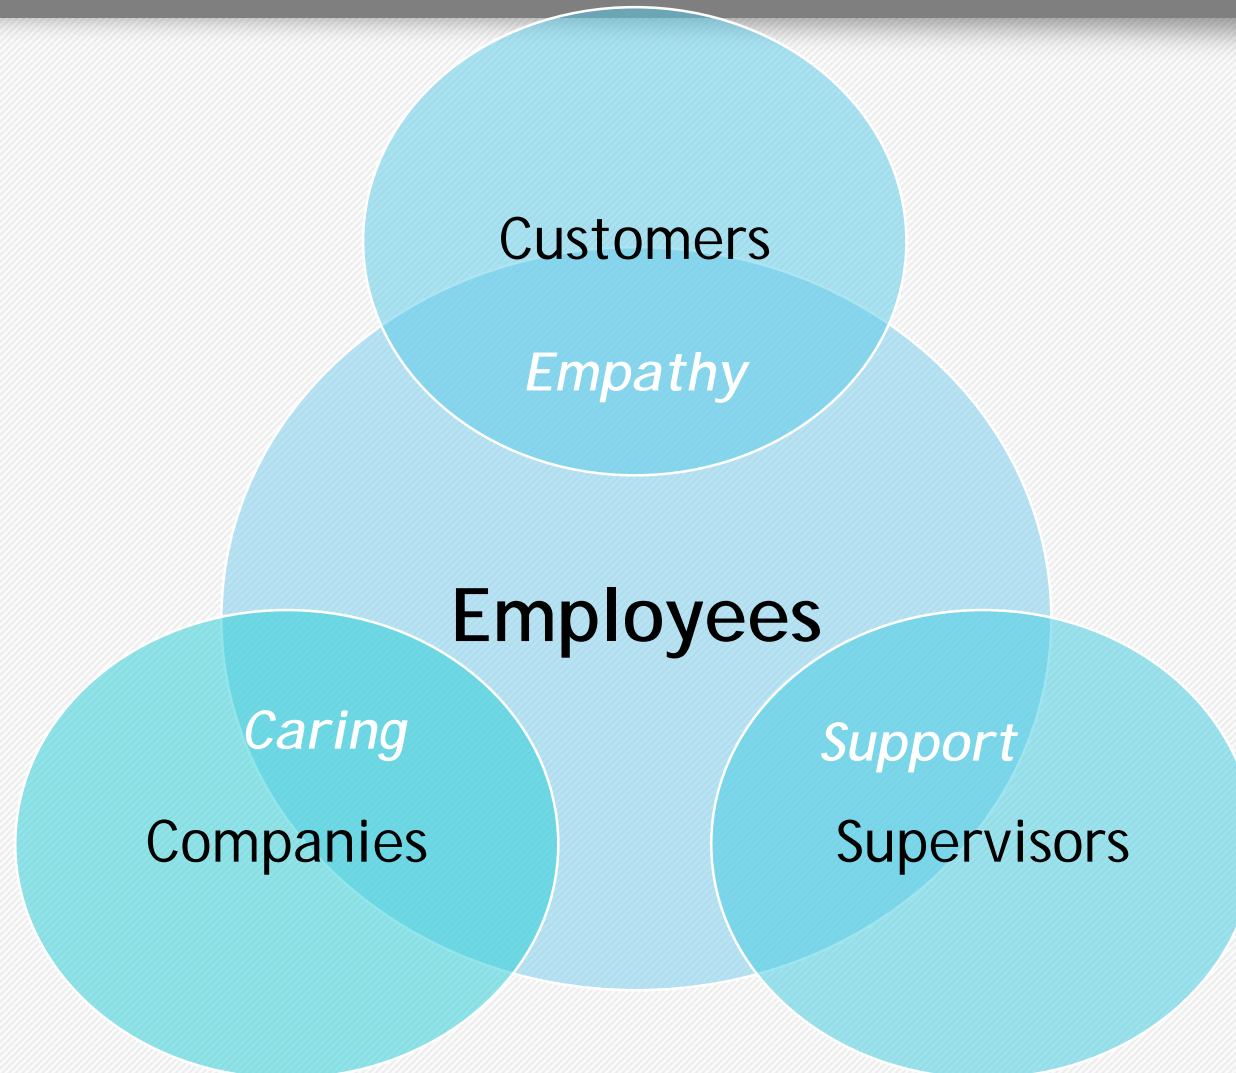 Customers
Empathy
Employees
Caring
Support
Companies
Supervisors